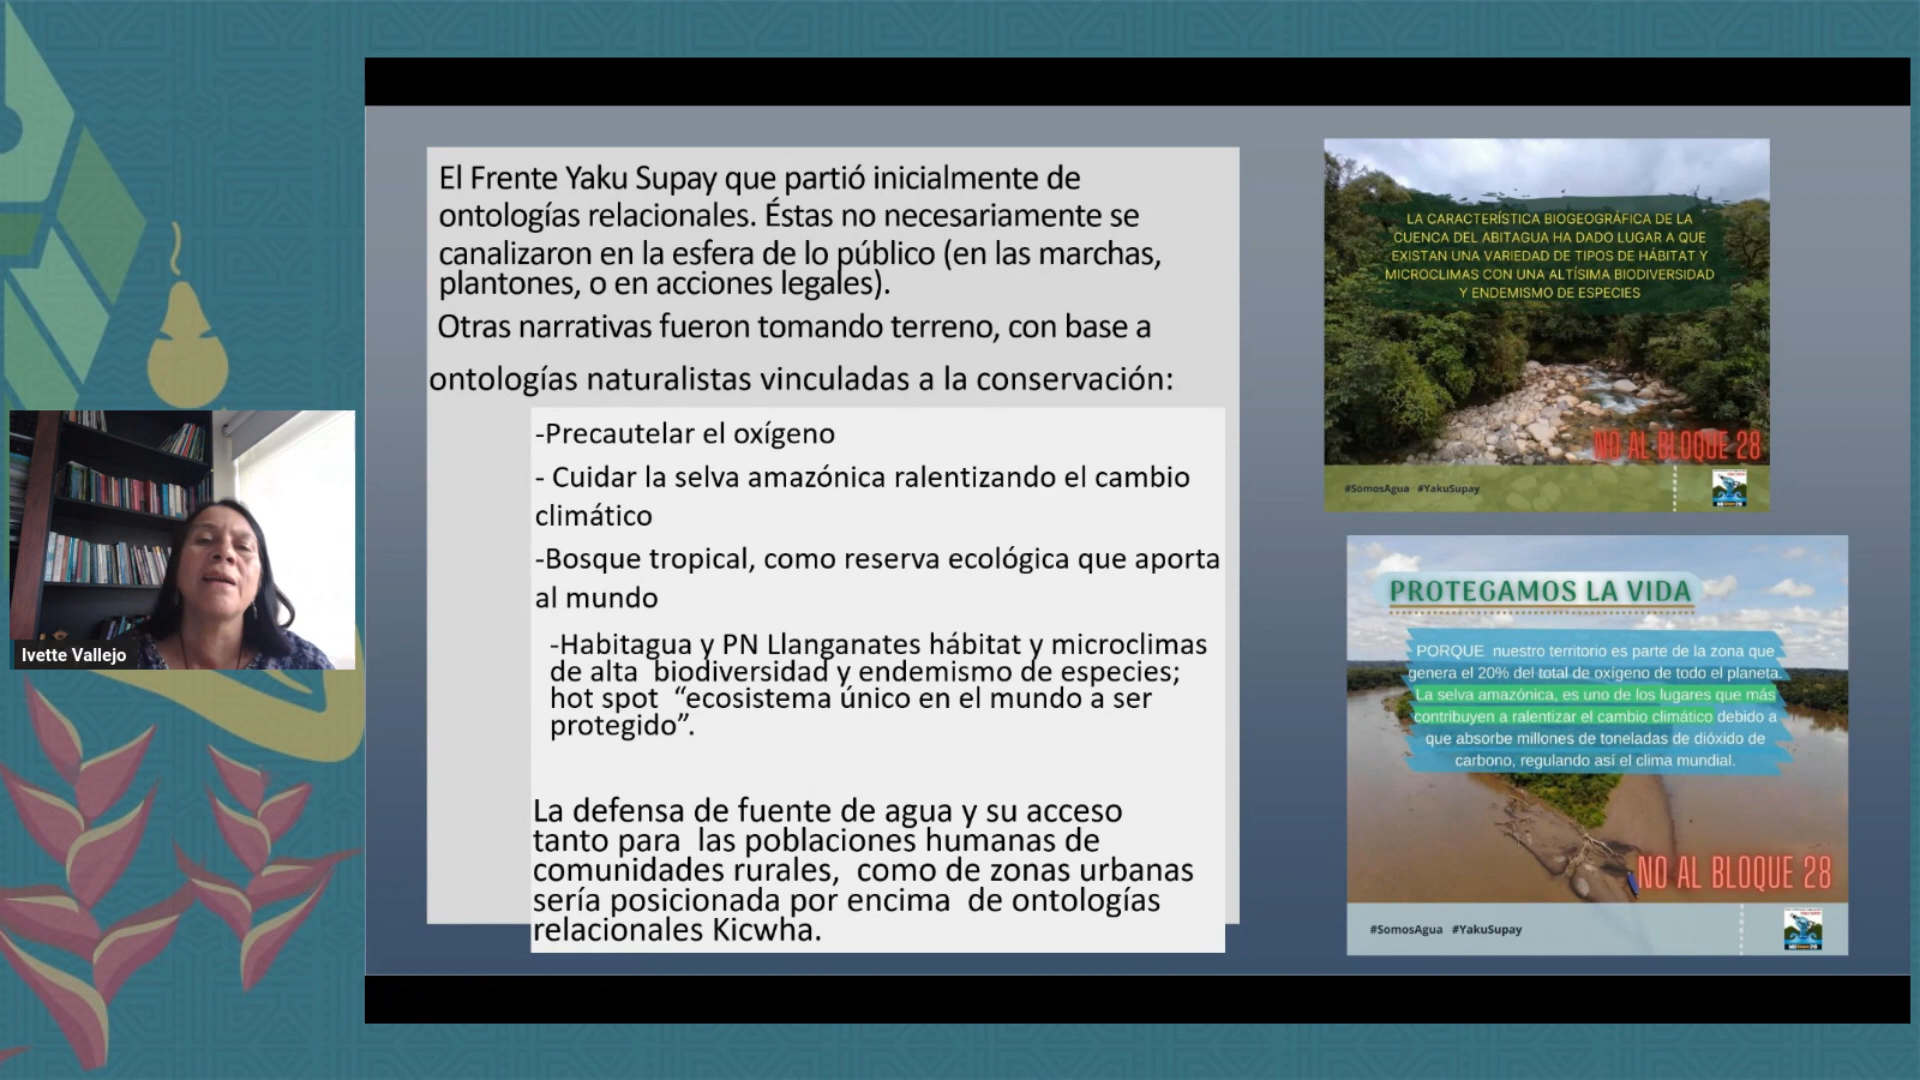 El Frente Yaku Supay que partió inicialmente de
ontologías relacionales. Éstas no necesariamente se
canalizaron en la esfera de lo público (en las marchas,
plantones, o en acciones legales).
Otras narrativas fueron tomando terreno, con base a
ontologías naturalistas vinculadas a la conservación:
-Precautelar el oxígeno
- Cuidar la selva amazónica ralentizando el cambio
climático
-Bosque tropical, como reserva ecológica que aporta
al mundo
-Habitagua y PN Llanganates hábitat y microclimas
de alta biodiversidad y endemismo de especies;
hot spot “ecosistema único en el mundo a ser
protegido”.
La defensa de fuente de agua y su acceso
tanto para las poblaciones humanas de
comunidades rurales, como de zonas urbanas
sería posicionada por encima de ontologías
relacionales Kicwha.
LA CARACTERÍSTICA BIOGEOGRÁFICA DE LA
CUENCA DEL ABITAGUA HA DADO LUGAR A QUE
EXISTAN UNA VARIEDAD DE TIPOS DE HÁBITAT Y
MICROCLIMAS CON UNA ALTÍSIMA BIODIVERSIDAD
Y ENDEMISMO DE ESPECIES
NO AL BLOQUE 28
#SomosAgua #YakuSupay
PROTEGAMOS LA VIDA
PORQUE nuestro territorio es parte de la zona que
genera el 20% del total de oxígeno de todo el planeta.
La selva amazónica, es uno de los lugares que más
contribuyen a ralentizar el cambio climático debido a
que absorbe millones de toneladas de dióxido de
carbono, regulando así el clima mundial.
NO AL BLOQUE 28
#SomosAgua #YakuSupay
Ivette Vallejo